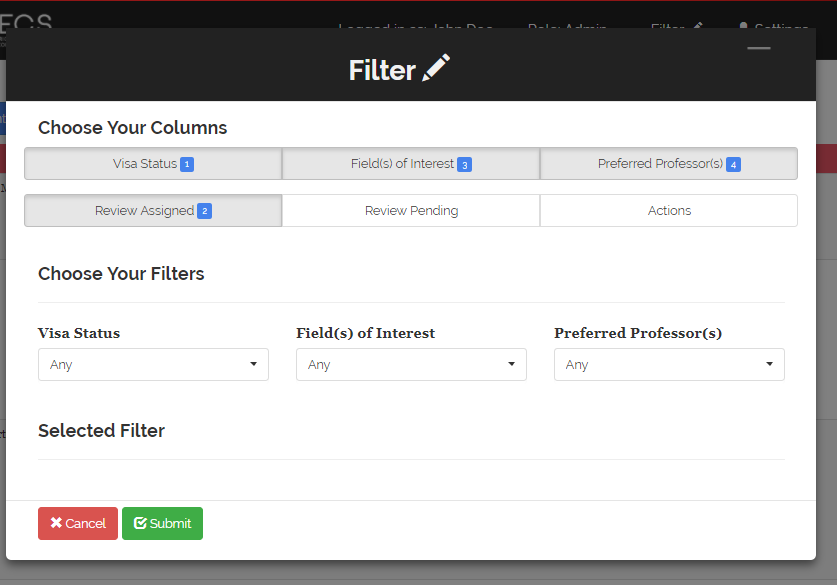 Logged in as: John Doe Role: Admin Filter Settings
Filter
Choose Your Columns
Visa Status 1 Field(s) of Interest 3 Preferred Professor(s) 4
Review Assigned 2 Review Pending Actions
Choose Your Filters
Visa Status Field(s) of Interest Preferred Professor(s)
Any Any Any
Selected Filter
Cancel Submit